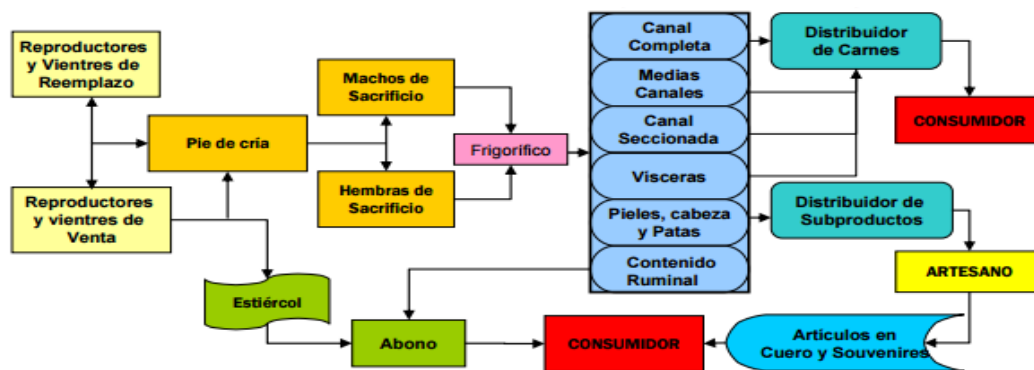 Reproductores
y Vientres de
Reemplazo
Machos de
Sacrificio
Pie de cría
Hembras de
Sacrificio
Reproductores
y vientres de
Venta
Frigorífico
Canal
Completa
Medias
Canales
Canal
Seccionada
Visceras
Pieles, cabeza
y Patas
Contenido
Ruminal
Distribuidor
de Carnes
CONSUMIDOR
Distribuidor de
Subproductos
ARTESANO
Estiércol
Abono
CONSUMIDOR
Articulos en
Cuero y Souvenires